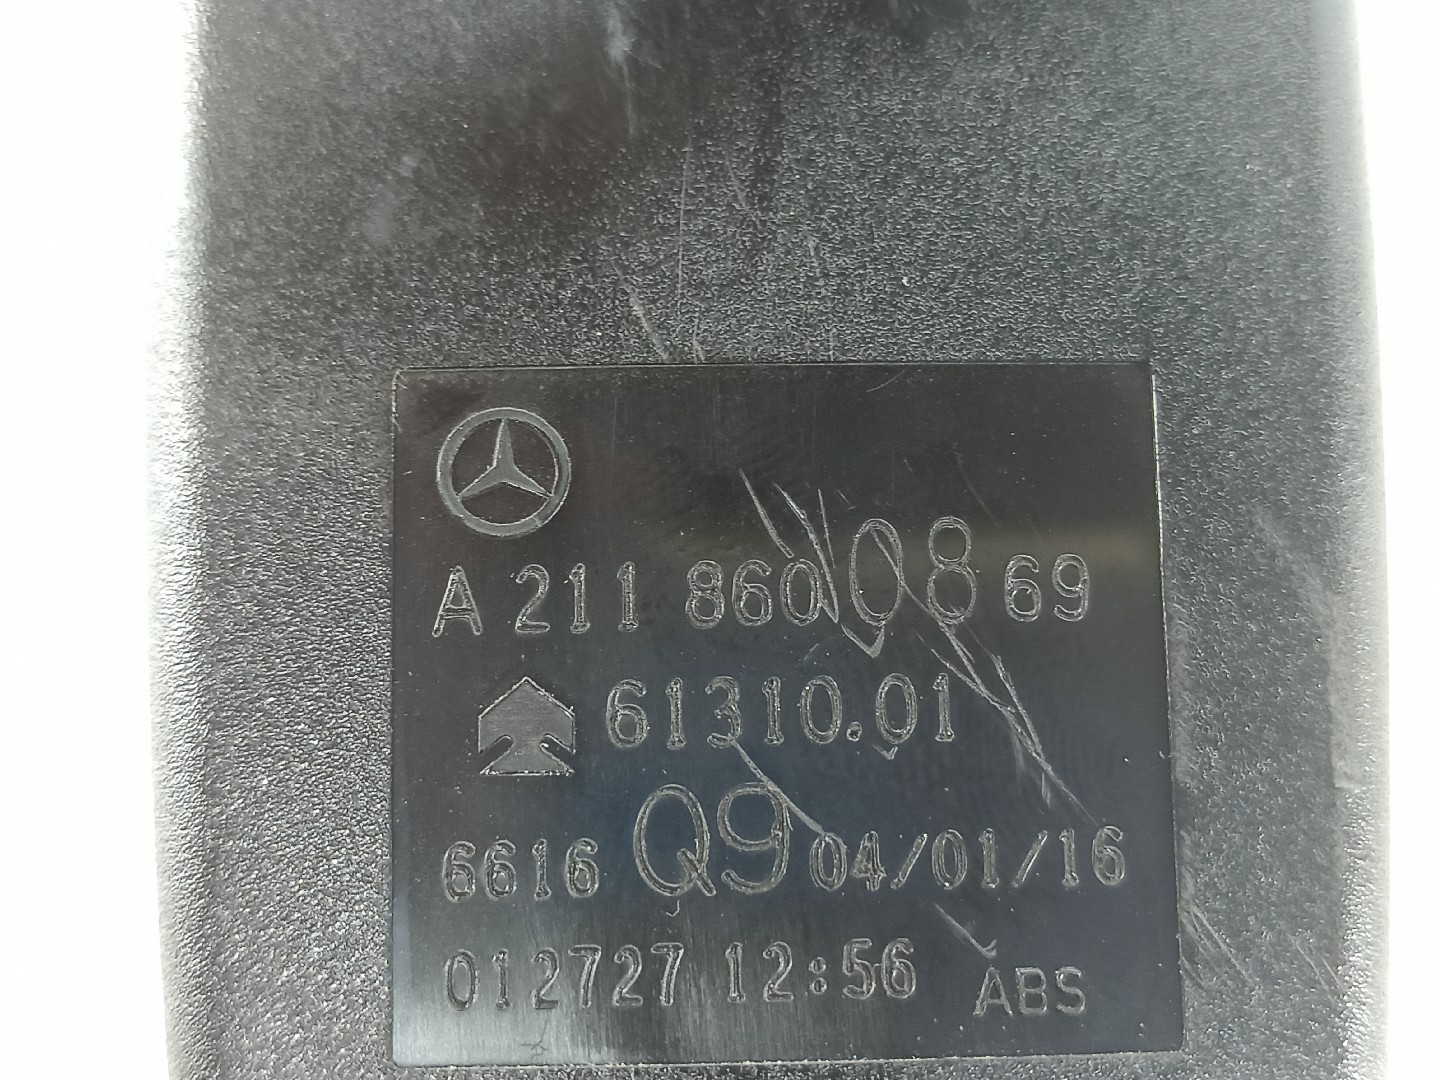 A 211 860 08 69
61310.01
6616 Q9 04/01/16
012727 12:56 ABS